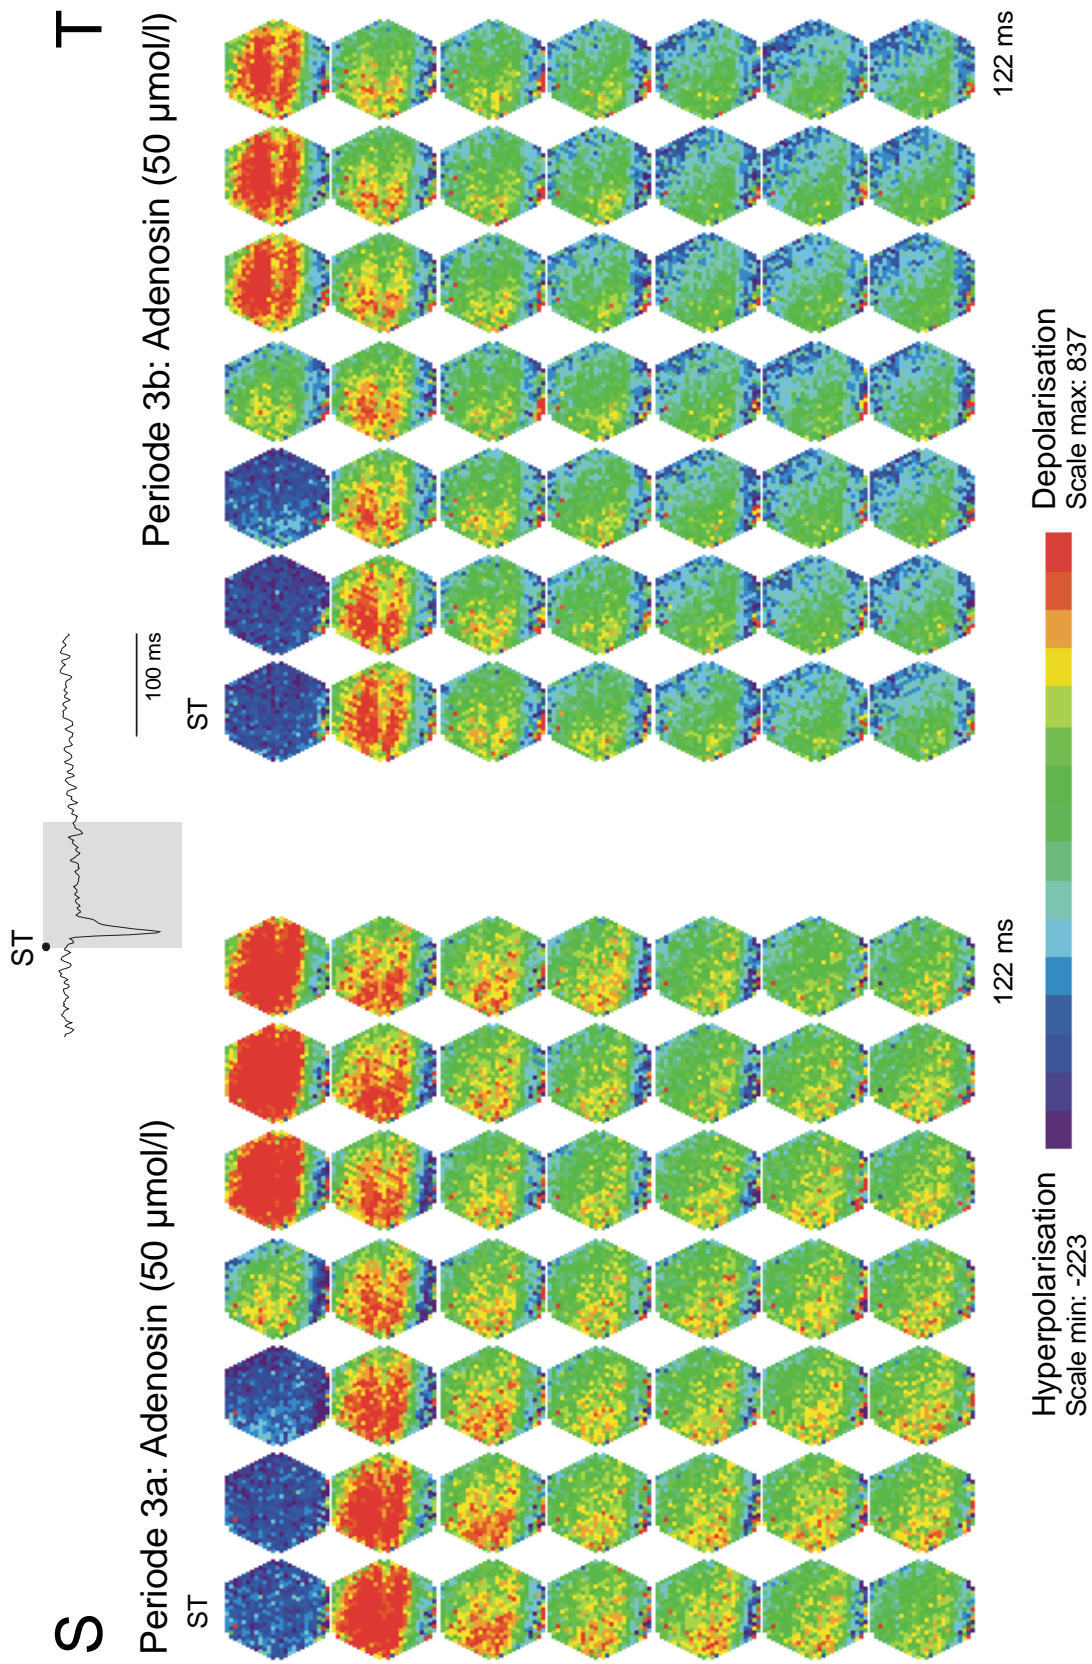 S
T
ST
100 ms
Periode 3a: Adenosin (50 µmol/l)
Periode 3b: Adenosin (50 µmol/l)
ST
ST
122 ms
122 ms
Hyperpolarisation
Scale min: -223
Depolarisation
Scale max: 837